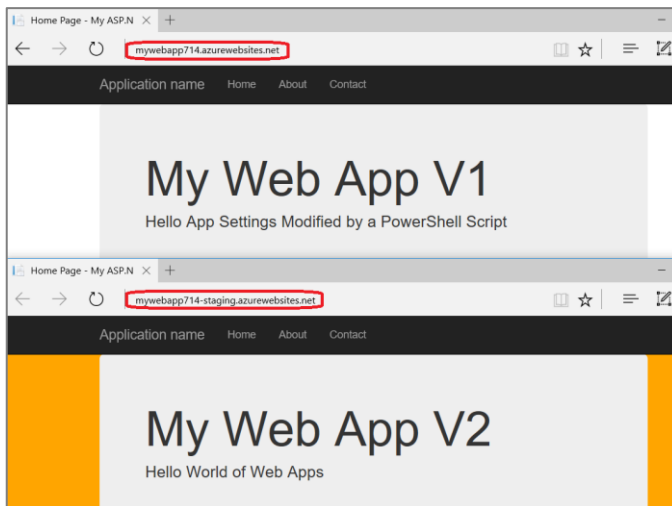 Home Page - My ASP.N
mywebapp714.azurewebsites.net
Application name Home About Contact
My Web App V1
Hello App Settings Modified by a PowerShell Script
Home Page - My ASP.N
mywebapp714-staging.azurewebsites.net
Application name Home About Contact
My Web App V2
Hello World of Web Apps